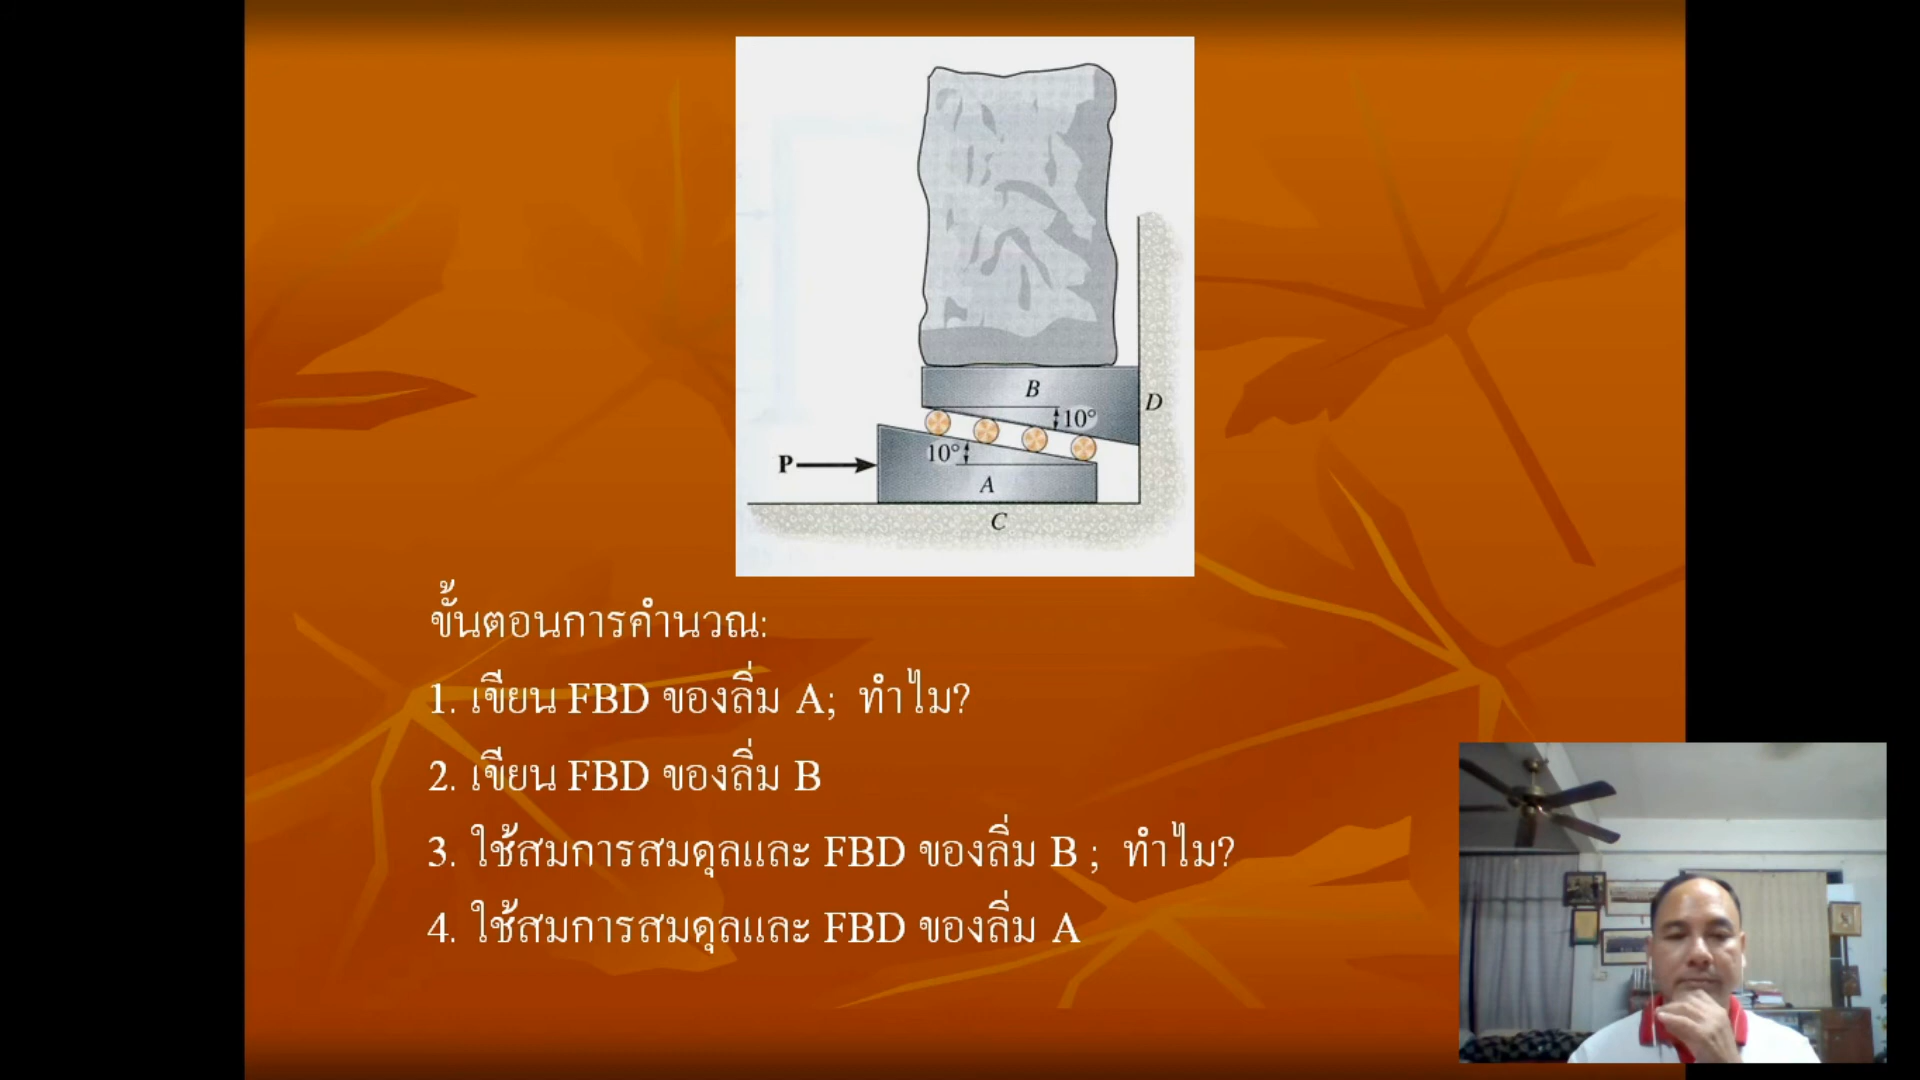 B
D
10°
10°
P
A
C
ขั้นตอนการคำนวณ:
1. เขียน FBD ของลิ่ม A; ทำไม?
2. เขียน FBD ของลิ่ม B
3. ใช้สมการสมดุลและ FBD ของลิ่ม B ; ทำไม?
4. ใช้สมการสมดุลและ FBD ของลิ่ม A